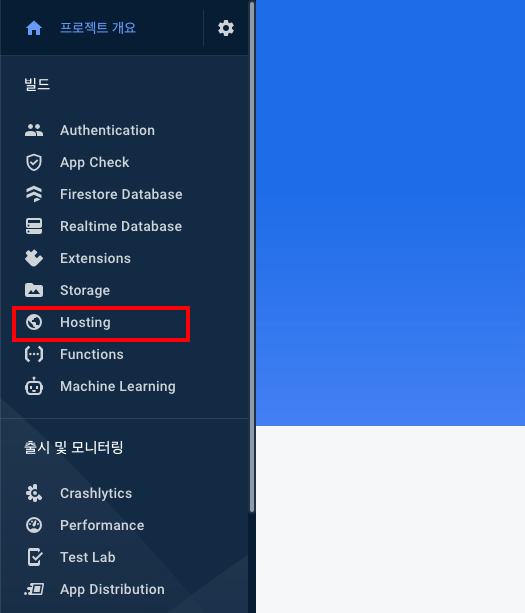 프로젝트 개요
빌드
Authentication
App Check
Firestore Database
Realtime Database
Extensions
Storage
Hosting
Functions
Machine Learning
출시 및 모니터링
Crashlytics
Performance
Test Lab
App Distribution